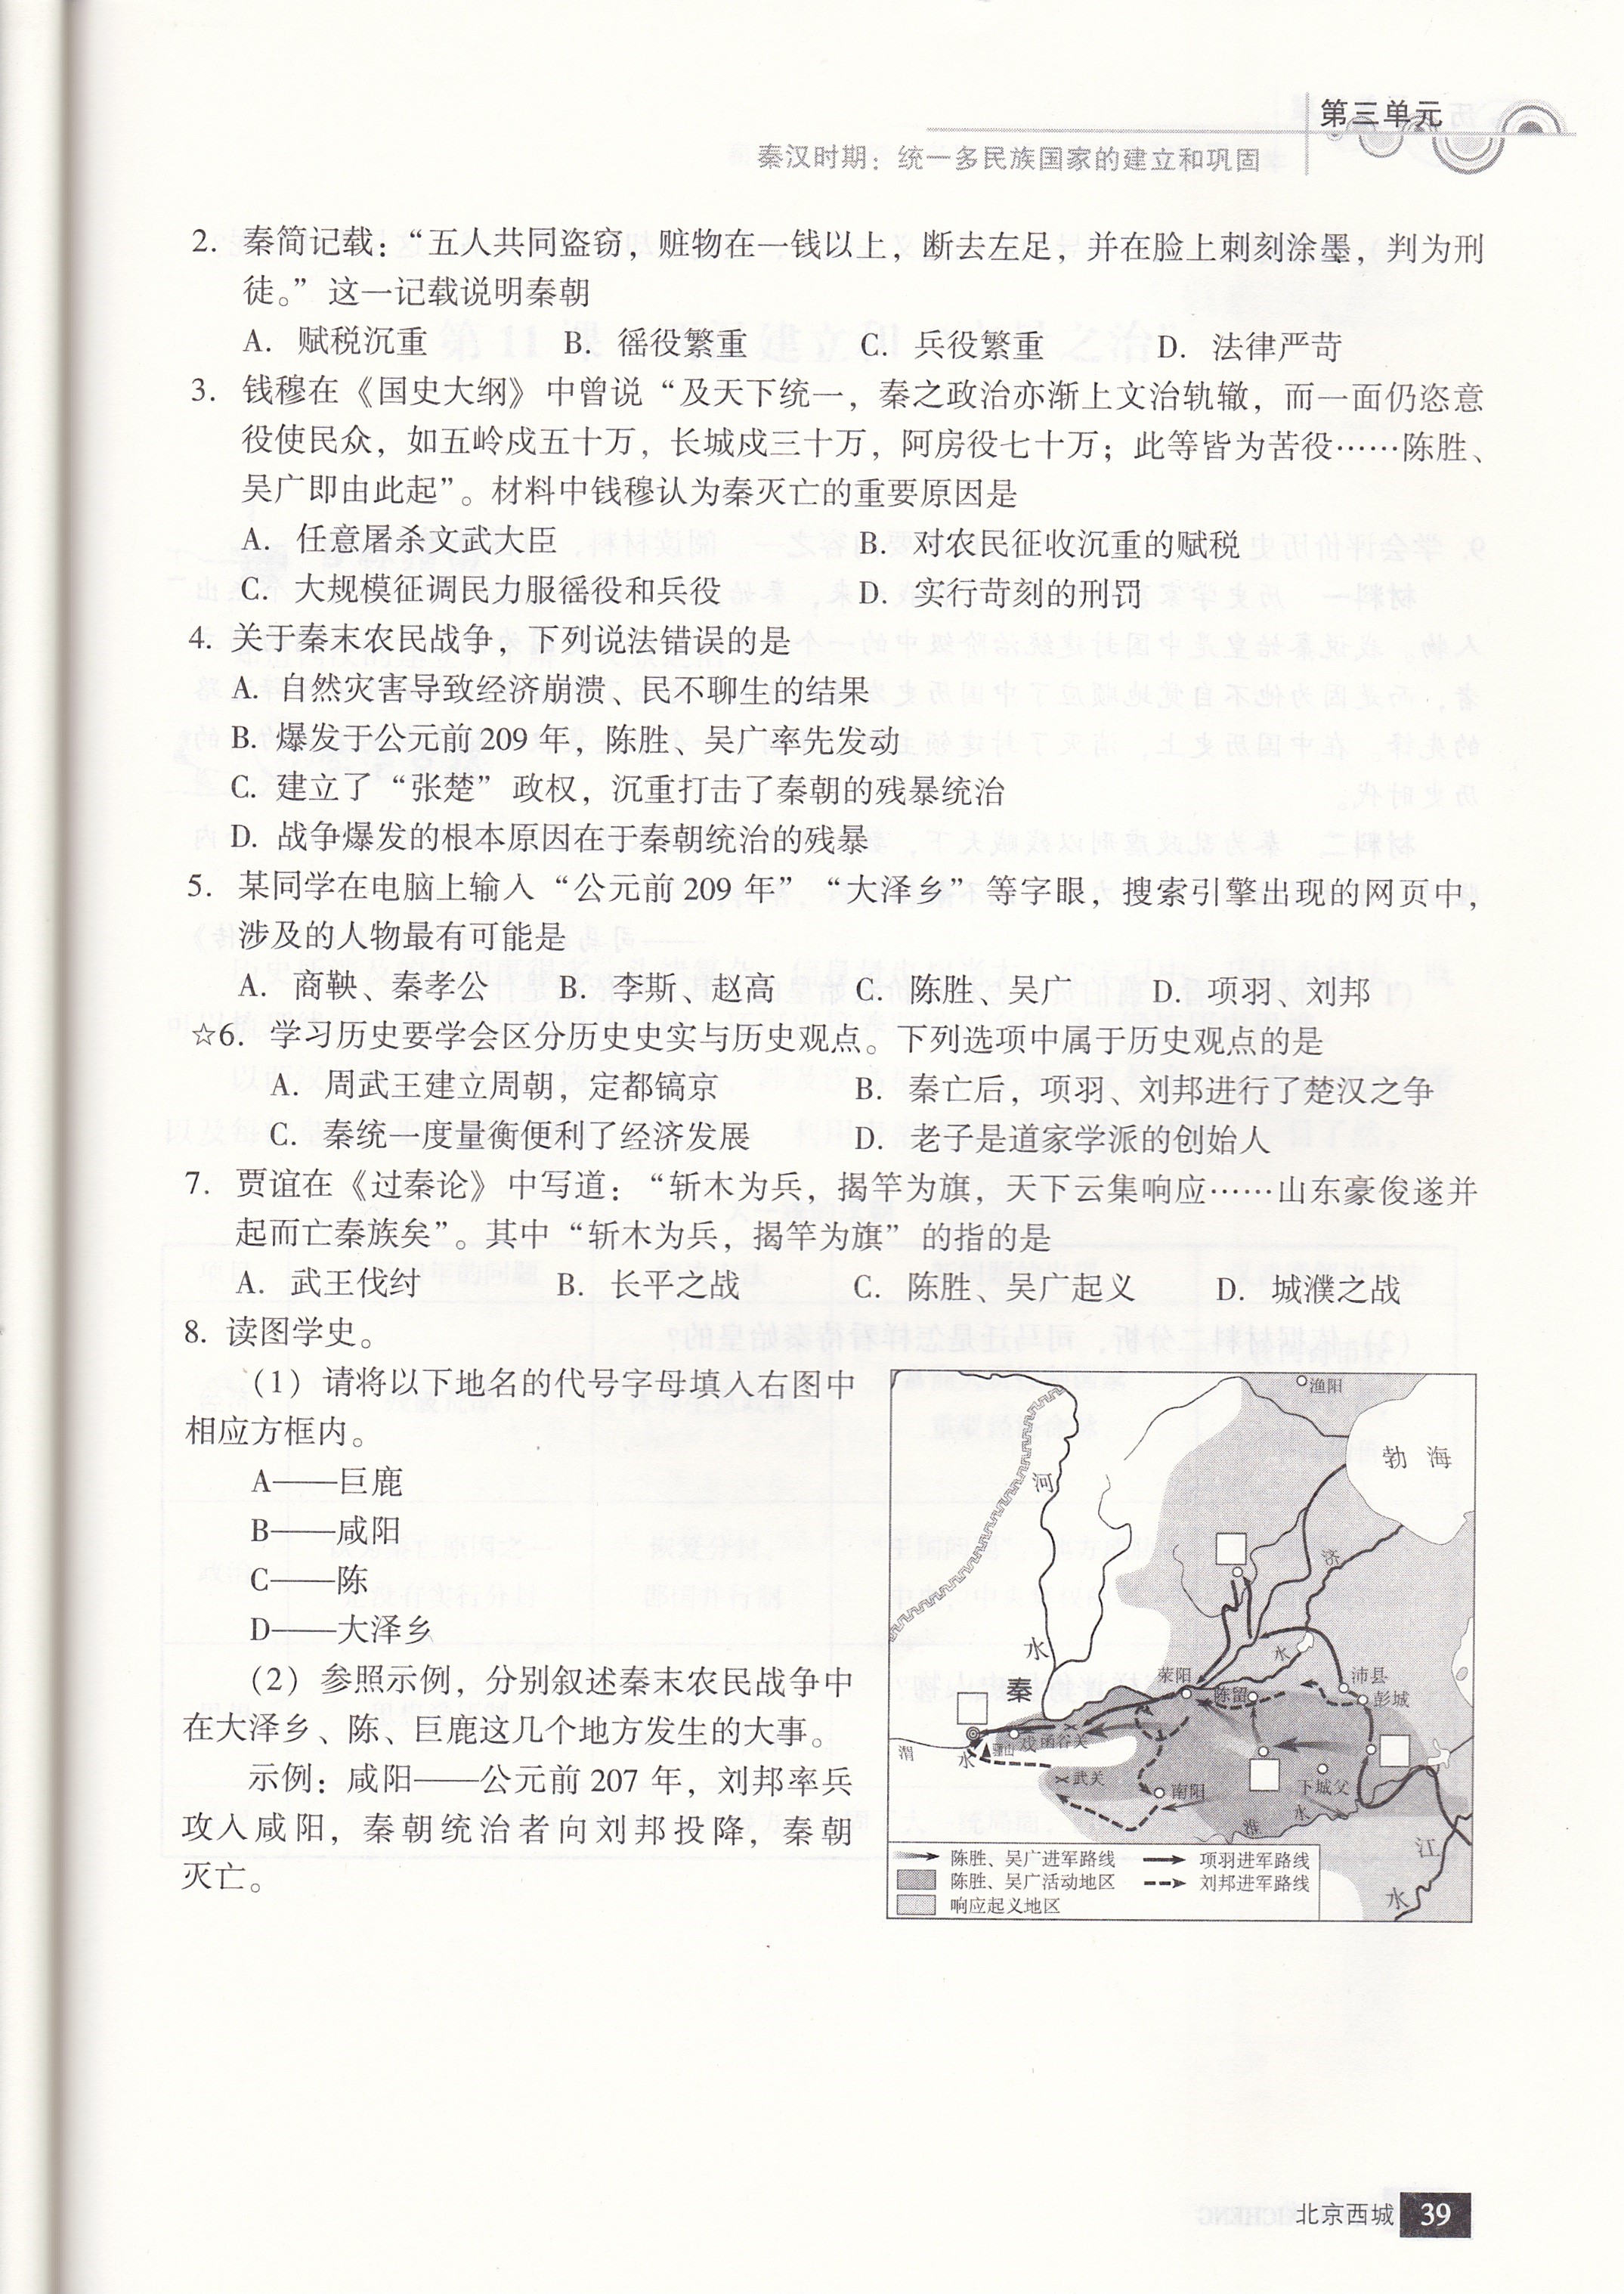 第三单元
秦汉时期：统一多民族国家的建立和巩固
2. 秦简记载：“五人共同盗窃，赃物在一钱以上，断去左足，并在脸上刺刻涂墨，判为刑
徒。”这一记载说明秦朝
A. 赋税沉重 B. 徭役繁重 C. 兵役繁重 D. 法律严苛
3. 钱穆在《国史大纲》中曾说“及天下统一，秦之政治亦渐上文治轨辙，而一面仍恣意
役使民众，如五岭戍五十万，长城戍三十万，阿房役七十万；此等皆为苦役……陈胜、
吴广即由此起”。材料中钱穆认为秦灭亡的重要原因是
A. 任意屠杀文武大臣 B. 对农民征收沉重的赋税
C. 大规模征调民力服徭役和兵役 D. 实行苛刻的刑罚
4. 关于秦末农民战争，下列说法错误的是
A. 自然灾害导致经济崩溃、民不聊生的结果
B. 爆发于公元前 209 年，陈胜、吴广率先发动
C. 建立了“张楚”政权，沉重打击了秦朝的残暴统治
D. 战争爆发的根本原因在于秦朝统治的残暴
5. 某同学在电脑上输入“公元前 209 年”“大泽乡”等字眼，搜索引擎出现的网页中，
涉及的人物最有可能是
A. 商鞅、秦孝公 B. 李斯、赵高 C. 陈胜、吴广 D. 项羽、刘邦
☆6. 学习历史要学会区分历史史实与历史观点。下列选项中属于历史观点的是
A. 周武王建立周朝，定都镐京 B. 秦亡后，项羽、刘邦进行了楚汉之争
C. 秦统一度量衡便利了经济发展 D. 老子是道家学派的创始人
7. 贾谊在《过秦论》中写道：“斩木为兵，揭竿为旗，天下云集响应……山东豪俊遂并
起而亡秦族矣”。其中“斩木为兵，揭竿为旗”的指的是
A. 武王伐纣 B. 长平之战 C. 陈胜、吴广起义 D. 城濮之战
8. 读图学史。
（1）请将以下地名的代号字母填入右图中
相应方框内。
A——巨鹿
B——咸阳
C——陈
D——大泽乡
（2）参照示例，分别叙述秦末农民战争中
在大泽乡、陈、巨鹿这几个地方发生的大事。
示例：咸阳——公元前 207 年，刘邦率兵
攻入咸阳，秦朝统治者向刘邦投降，秦朝
灭亡。
渔阳
勃 海
河
济
水
水
秦
荥阳
陈留
沛县
彭城
渭
水
骊山
戏
函谷关
武关
南阳
下城父
淮
水
江
水
陈胜、吴广进军路线
项羽进军路线
陈胜、吴广活动地区
刘邦进军路线
响应起义地区
北京西城 39